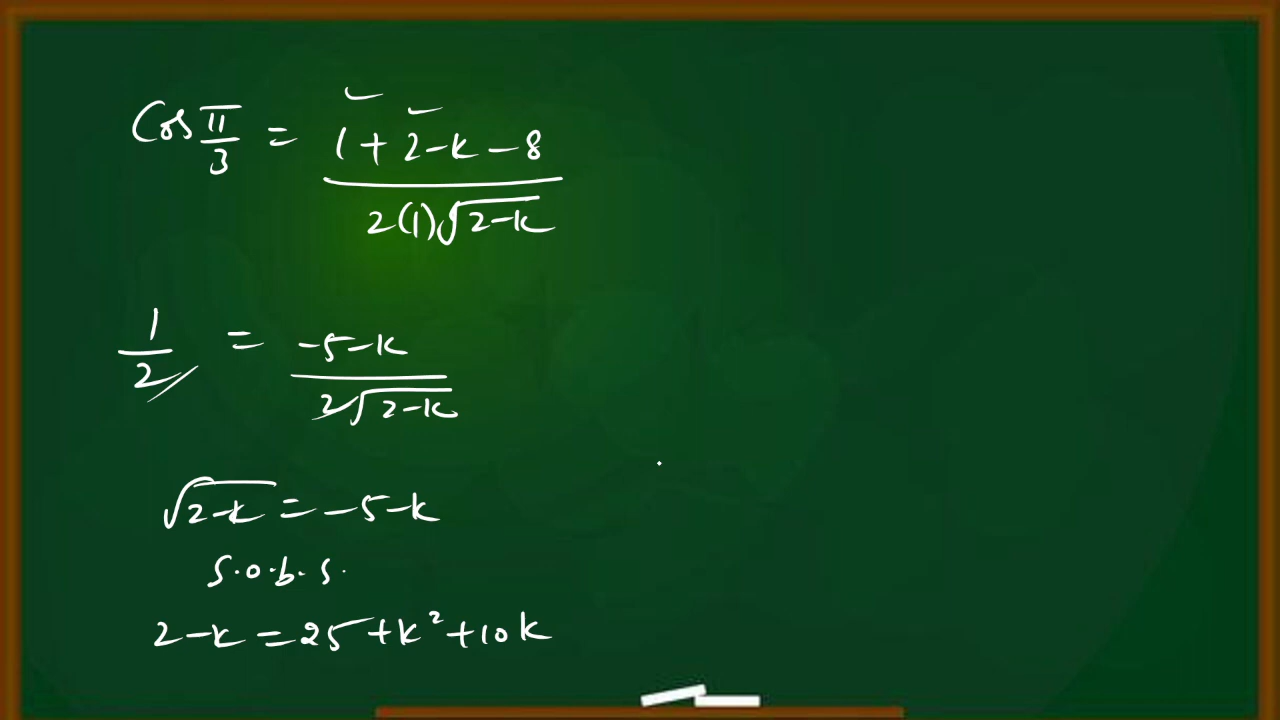 Cos π/3 = (1 + 2 - k - 8) / (2(1)√(2-k))
1/2 = (-5-k) / (2√(2-k))
√(2-k) = -5-k
S.o.b.s.
2-k = 25 + k² + 10k